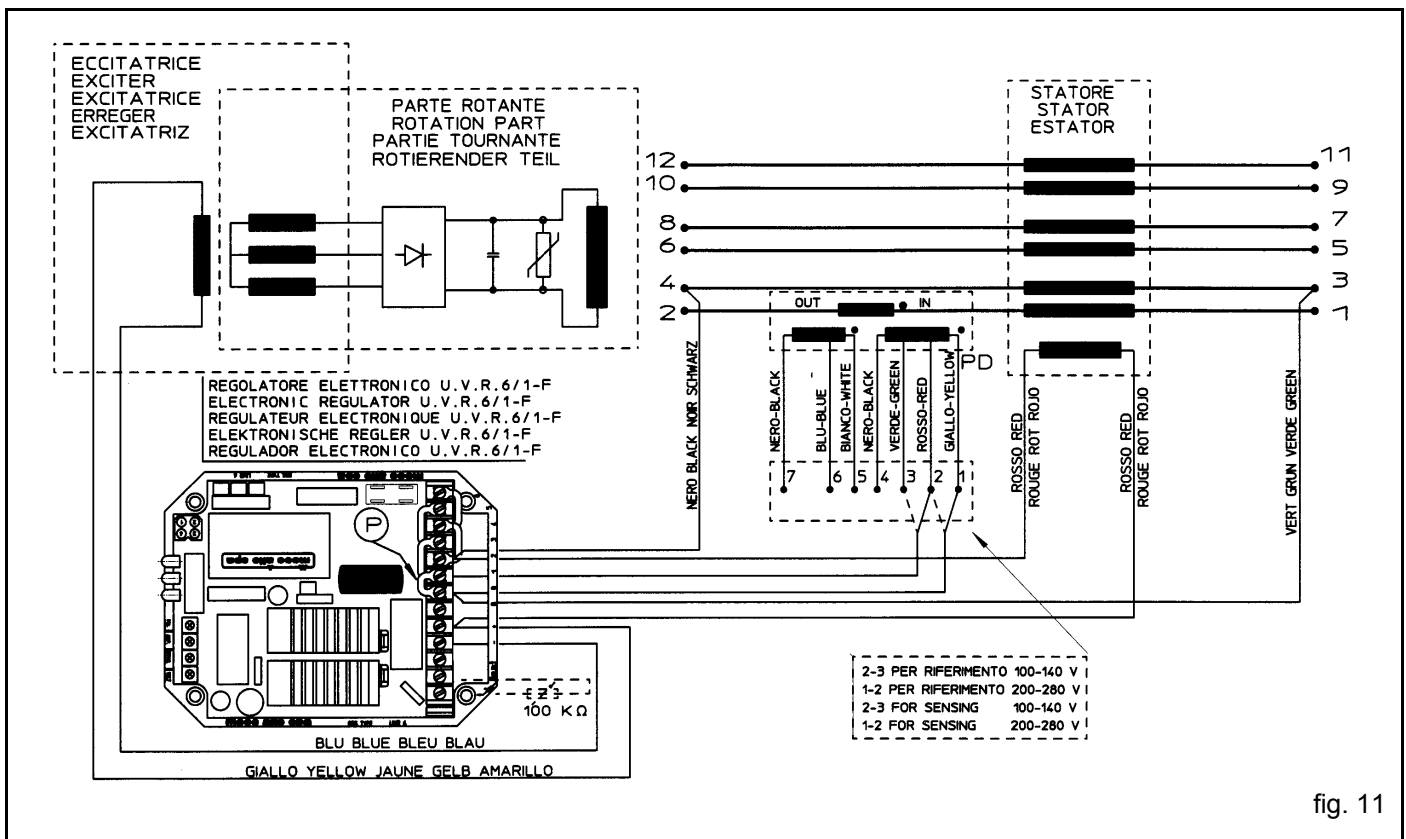 ECCITATRICE
EXCITER
EXCITATRICE
ERREGER
EXCITATRIZ
PARTE ROTANTE
ROTATION PART
PARTIE TOURNANTE
ROTIERENDER TEIL
STATORE
STATOR
ESTATOR
12
11
10
9
8
7
6
5
4
3
2
1
OUT
IN
PD
NERO-BLACK
BLU-BLUE
BIANCO-WHITE
NERO-BLACK
VERDE-GREEN
ROSSO-RED
GIALLO-YELLOW
7
6
5
4
3
2
1
NERO BLACK NOIR SCHWARZ
ROSSO RED
ROUGE ROT ROJO
ROSSO RED
ROUGE ROT ROJO
VERT GRUN VERDE GREEN
REGOLATORE ELETTRONICO U.V.R.6/1-F
ELECTRONIC REGULATOR U.V.R.6/1-F
REGULATEUR ELECTRONIQUE U.V.R.6/1-F
ELEKTRONISCHE REGLER U.V.R.6/1-F
REGULADOR ELECTRONICO U.V.R.6/1-F
P
100 KΩ
BLU BLUE BLEU BLAU
GIALLO YELLOW JAUNE GELB AMARILLO
2-3 PER RIFERIMENTO 100-140 V
1-2 PER RIFERIMENTO 200-280 V
2-3 FOR SENSING 100-140 V
1-2 FOR SENSING 200-280 V
fig. 11